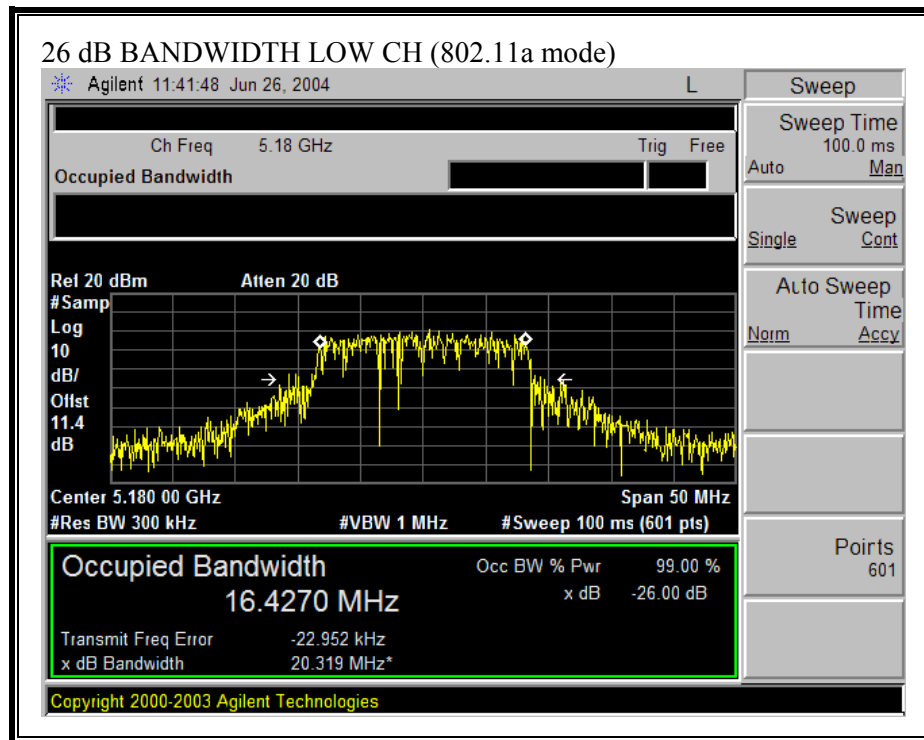 26 dB BANDWIDTH LOW CH (802.11a mode)
Agilent 11:41:48 Jun 26, 2004 L
Ch Freq 5.18 GHz Trig Free
Occupied Bandwidth
Ref 20 dBm Atten 20 dB
#Samp
Log
10
dB/
Offst
11.4
dB
Center 5.180 00 GHz Span 50 MHz
#Res BW 300 kHz #VBW 1 MHz #Sweep 100 ms (601 pts)
Occupied Bandwidth
16.4270 MHz
Occ BW % Pwr 99.00 %
x dB -26.00 dB
Transmit Freq Error -22.952 kHz
x dB Bandwidth 20.319 MHz*
Copyright 2000-2003 Agilent Technologies
Sweep
Sweep Time
100.0 ms
Auto Man
Sweep
Single Cont
Auto Sweep
Time
Norm Accy
Points
601